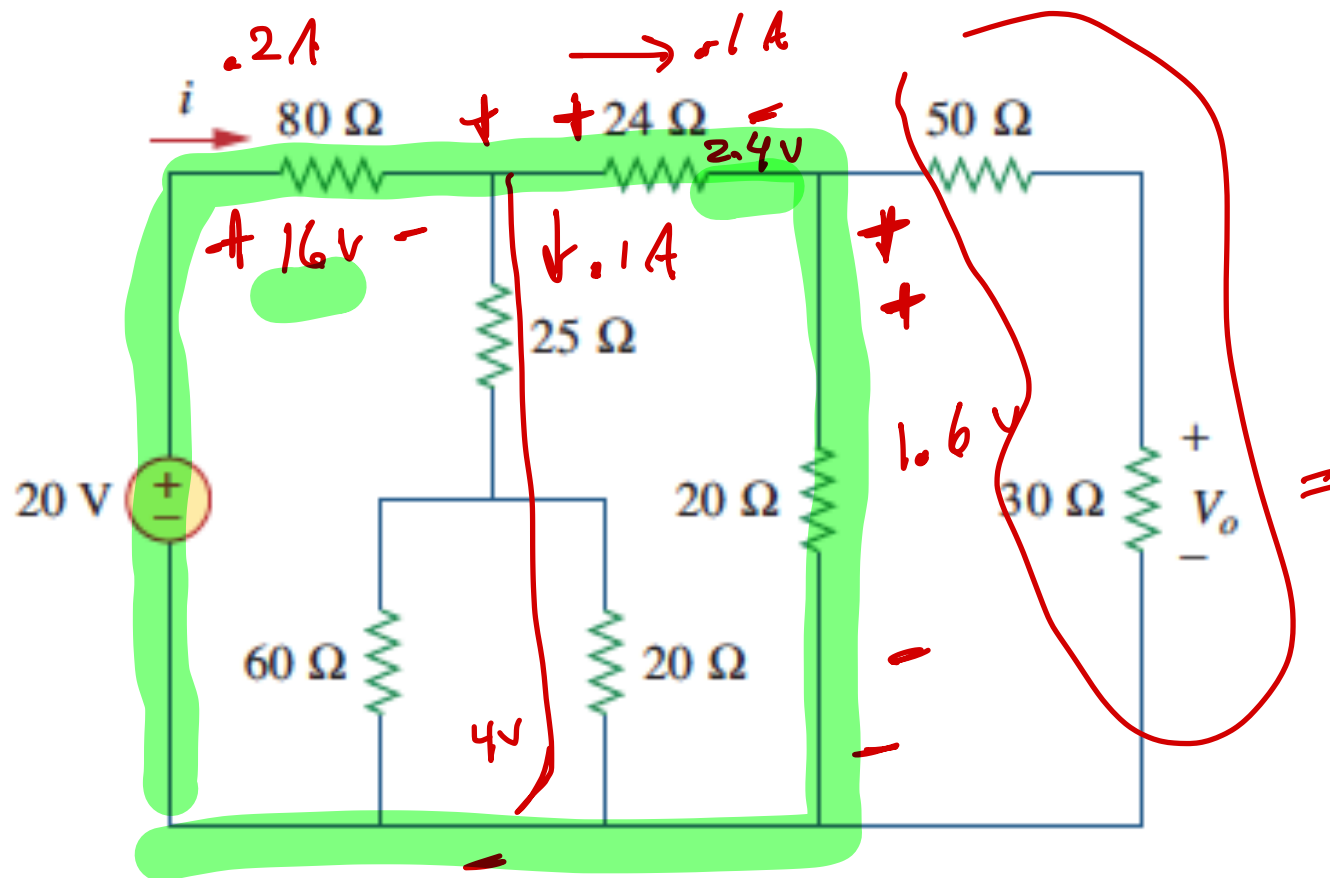 .2A
→ .1A
i
80 Ω
+
+ 24 Ω -
50 Ω
2.4v
+ 16v -
↓ .1A
+
+
25 Ω
1.6v
20 V
+
-
20 Ω
30 Ω
+
Vₒ
-
=
60 Ω
20 Ω
-
4v
-
-